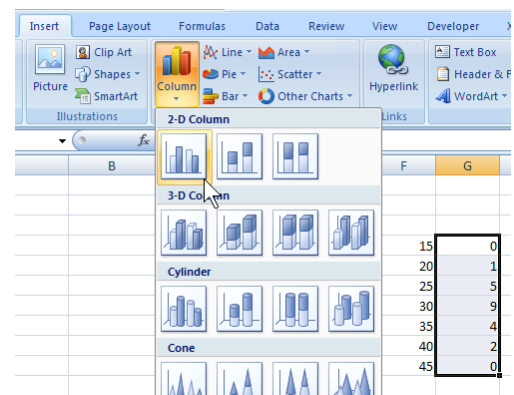 Insert Page Layout Formulas Data Review View Developer
Clip Art Line Area Text Box
Picture Shapes Column Pie Scatter Hyperlink Header &
SmartArt Bar Other Charts WordArt
Illustrations Links
fx
2-D Column
B F G
3-D Column
15 0
20 1
Cylinder
25 5
30 9
35 4
Cone
40 2
45 0